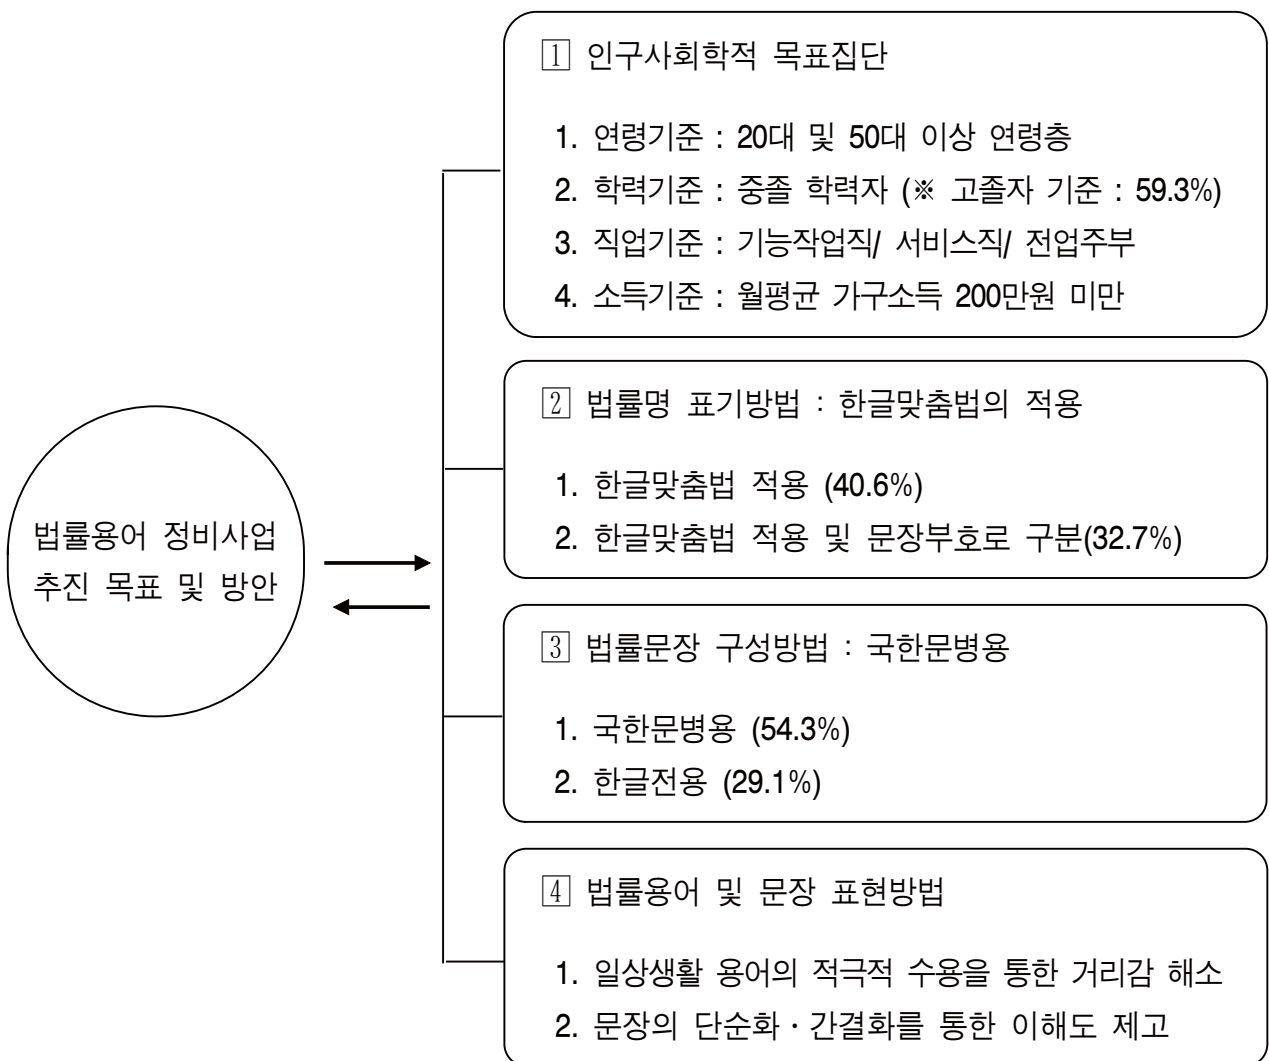 법률용어 정비사업
추진 목표 및 방안
1 인구사회학적 목표집단
1. 연령기준 : 20대 및 50대 이상 연령층
2. 학력기준 : 중졸 학력자 (※ 고졸자 기준 : 59.3%)
3. 직업기준 : 기능작업직/ 서비스직/ 전업주부
4. 소득기준 : 월평균 가구소득 200만원 미만
2 법률명 표기방법 : 한글맞춤법의 적용
1. 한글맞춤법 적용 (40.6%)
2. 한글맞춤법 적용 및 문장부호로 구분(32.7%)
3 법률문장 구성방법 : 국한문병용
1. 국한문병용 (54.3%)
2. 한글전용 (29.1%)
4 법률용어 및 문장 표현방법
1. 일상생활 용어의 적극적 수용을 통한 거리감 해소
2. 문장의 단순화·간결화를 통한 이해도 제고